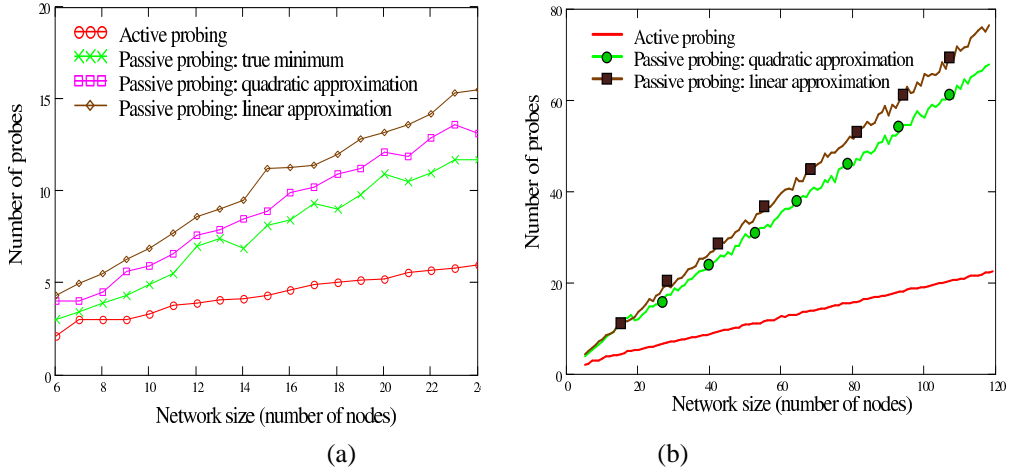 20
15
10
5
0
Number of probes
Active probing
Passive probing: true minimum
Passive probing: quadratic approximation
Passive probing: linear approximation
6 8 10 12 14 16 18 20 22 24
Network size (number of nodes)
(a)
80
60
40
20
0
Number of probes
Active probing
Passive probing: quadratic approximation
Passive probing: linear approximation
0 20 40 60 80 100 120
Network size (number of nodes)
(b)